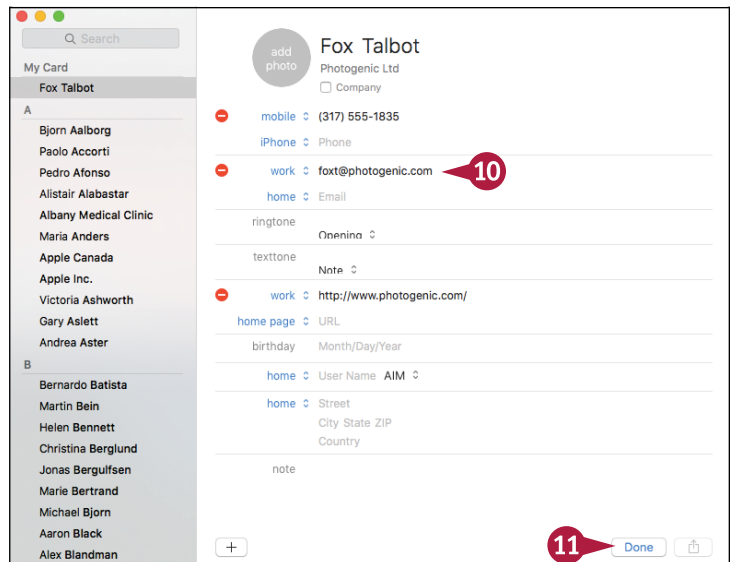 Search
My Card
Fox Talbot
A
Bjorn Aalborg
Paolo Accorti
Pedro Afonso
Alistair Alabastar
Albany Medical Clinic
Maria Anders
Apple Canada
Apple Inc.
Victoria Ashworth
Gary Aslett
Andrea Aster
B
Bernardo Batista
Martin Bein
Helen Bennett
Christina Berglund
Jonas Bergulfsen
Marie Bertrand
Michael Bjorn
Aaron Black
Alex Blandman
add
photo
Fox Talbot
Photogenic Ltd
Company
mobile (317) 555-1835
iPhone Phone
work foxt@photogenic.com 10
home Email
ringtone
Opening
texttone
Note
work http://www.photogenic.com/
home page URL
birthday Month/Day/Year
home User Name AIM
home Street
City State ZIP
Country
note
+ 11 Done